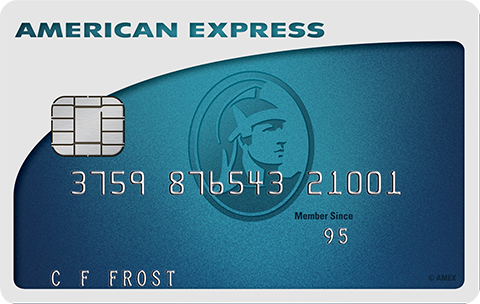 AMERICAN EXPRESS
3759 876543 21001
Member Since
95
C F FROST
© AMEX